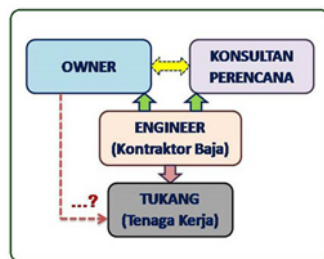 OWNER
KONSULTAN
PERENCANA
ENGINEER
(Kontraktor Baja)
...?
TUKANG
(Tenaga Kerja)